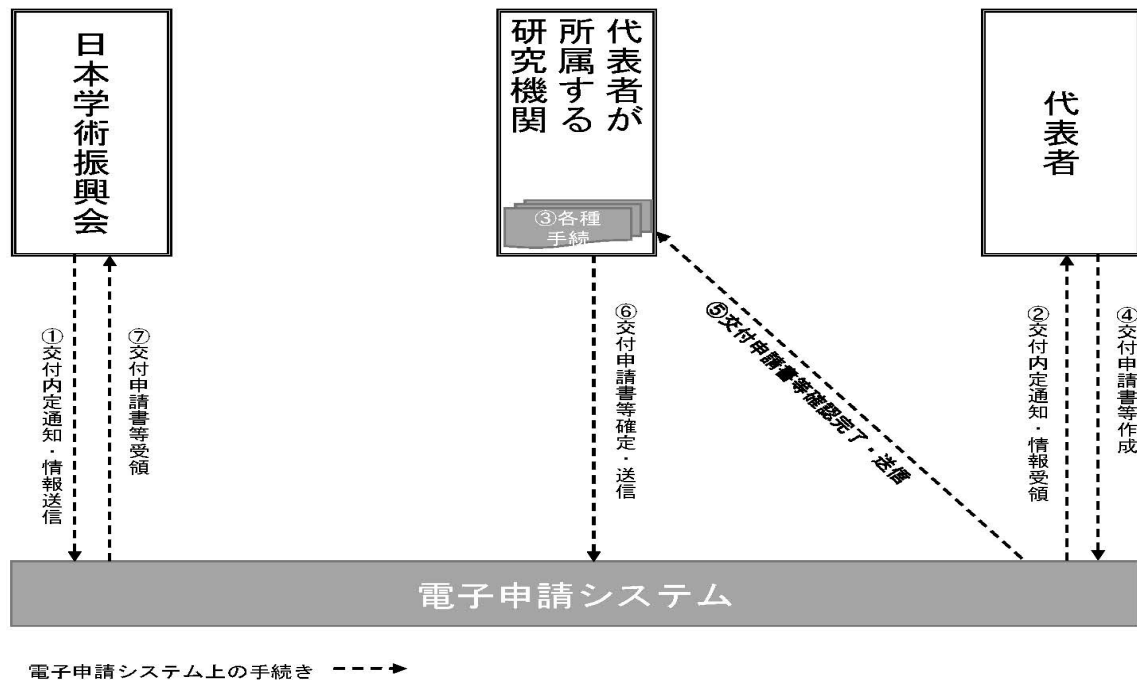 日本学術振興会
代表者が
所属する
研究機関
③各種
手続
代表者
①交付内定通知・情報送信
⑦交付申請書等受領
⑥交付申請書等確定・送信
⑤交付申請書等確認完了・送信
②交付内定通知・情報受領
④交付申請書等作成
電子申請システム
電子申請システム上の手続き